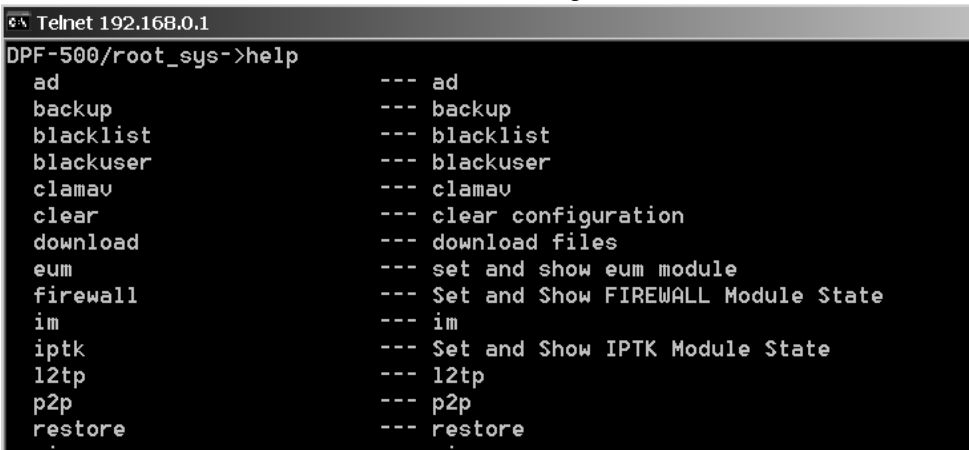 Telnet 192.168.0.1
DPF-500/root_sys->help
ad --- ad
backup --- backup
blacklist --- blacklist
blackuser --- blackuser
clamav --- clamav
clear --- clear configuration
download --- download files
eum --- set and show eum module
firewall --- Set and Show FIREWALL Module State
im --- im
iptk --- Set and Show IPTK Module State
l2tp --- l2tp
p2p --- p2p
restore --- restore